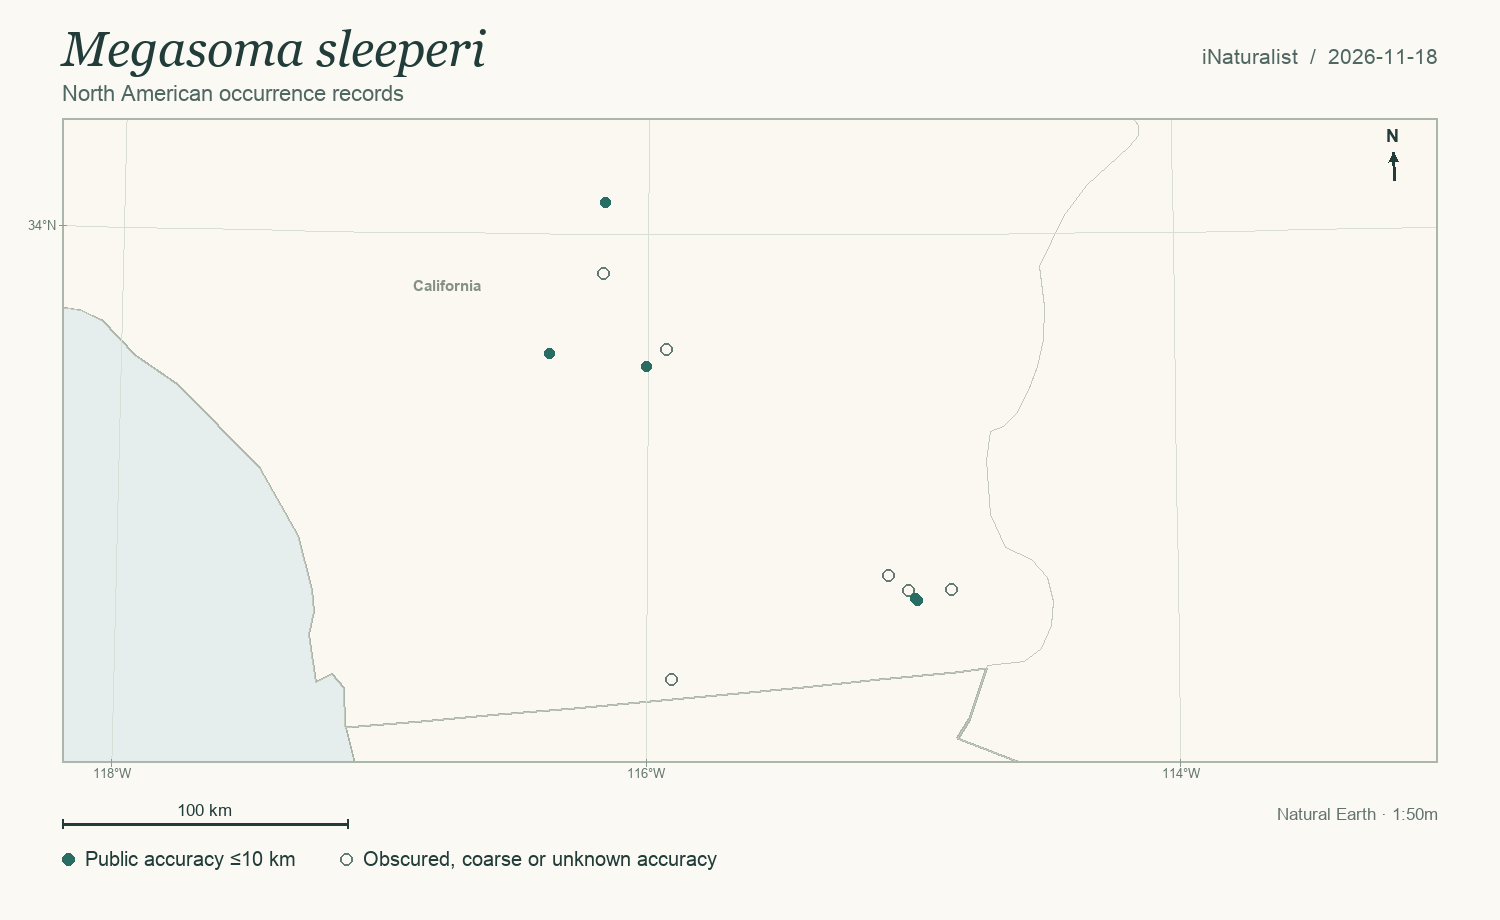 Megasoma sleeperi
iNaturalist / 2026-11-18
North American occurrence records
N
34°N
California
118°W
116°W
114°W
100 km
Natural Earth · 1:50m
Public accuracy ≤10 km
Obscured, coarse or unknown accuracy